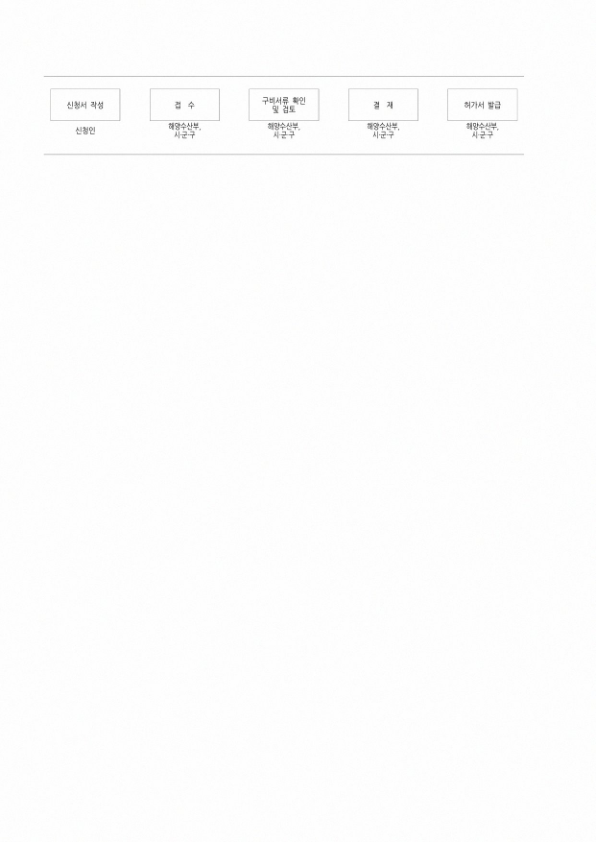 신청서 작성
접 수
구비서류 확인
및 검토
결 재
허가서 발급
신청인
해양수산부,
시·군·구
해양수산부,
시·군·구
해양수산부,
시·군·구
해양수산부,
시·군·구